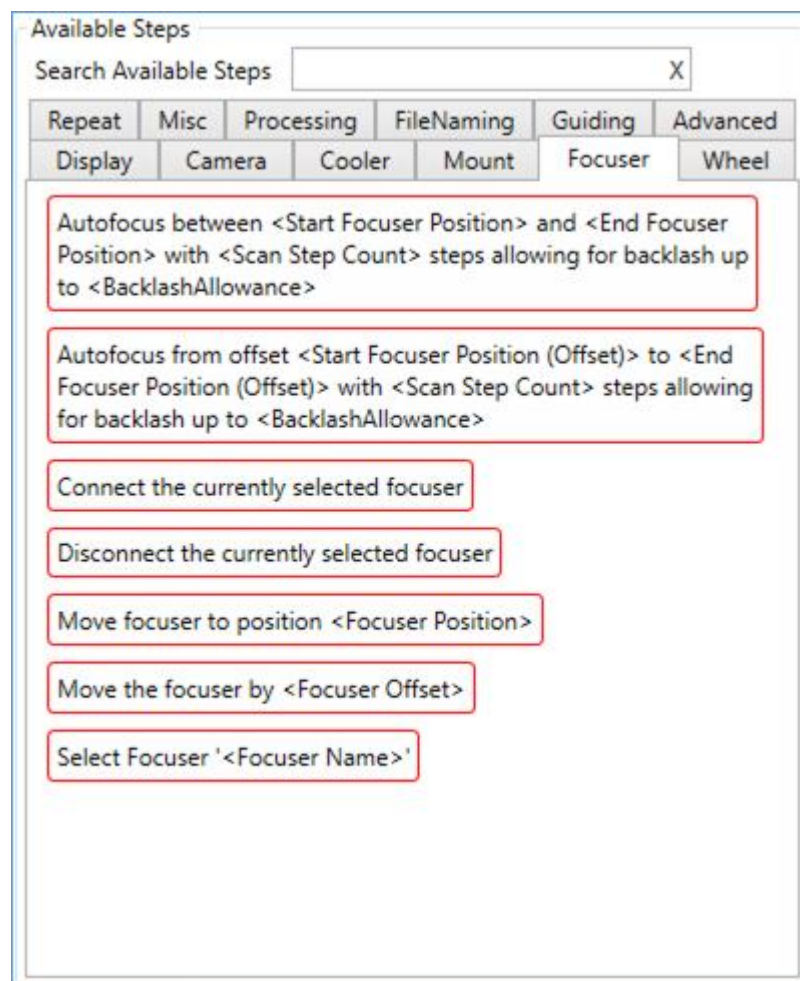 Available Steps
Search Available Steps X
Repeat Misc Processing FileNaming Guiding Advanced
Display Camera Cooler Mount Focuser Wheel
Autofocus between <Start Focuser Position> and <End Focuser
Position> with <Scan Step Count> steps allowing for backlash up
to <BacklashAllowance>
Autofocus from offset <Start Focuser Position (Offset)> to <End
Focuser Position (Offset)> with <Scan Step Count> steps allowing
for backlash up to <BacklashAllowance>
Connect the currently selected focuser
Disconnect the currently selected focuser
Move focuser to position <Focuser Position>
Move the focuser by <Focuser Offset>
Select Focuser '<Focuser Name>'